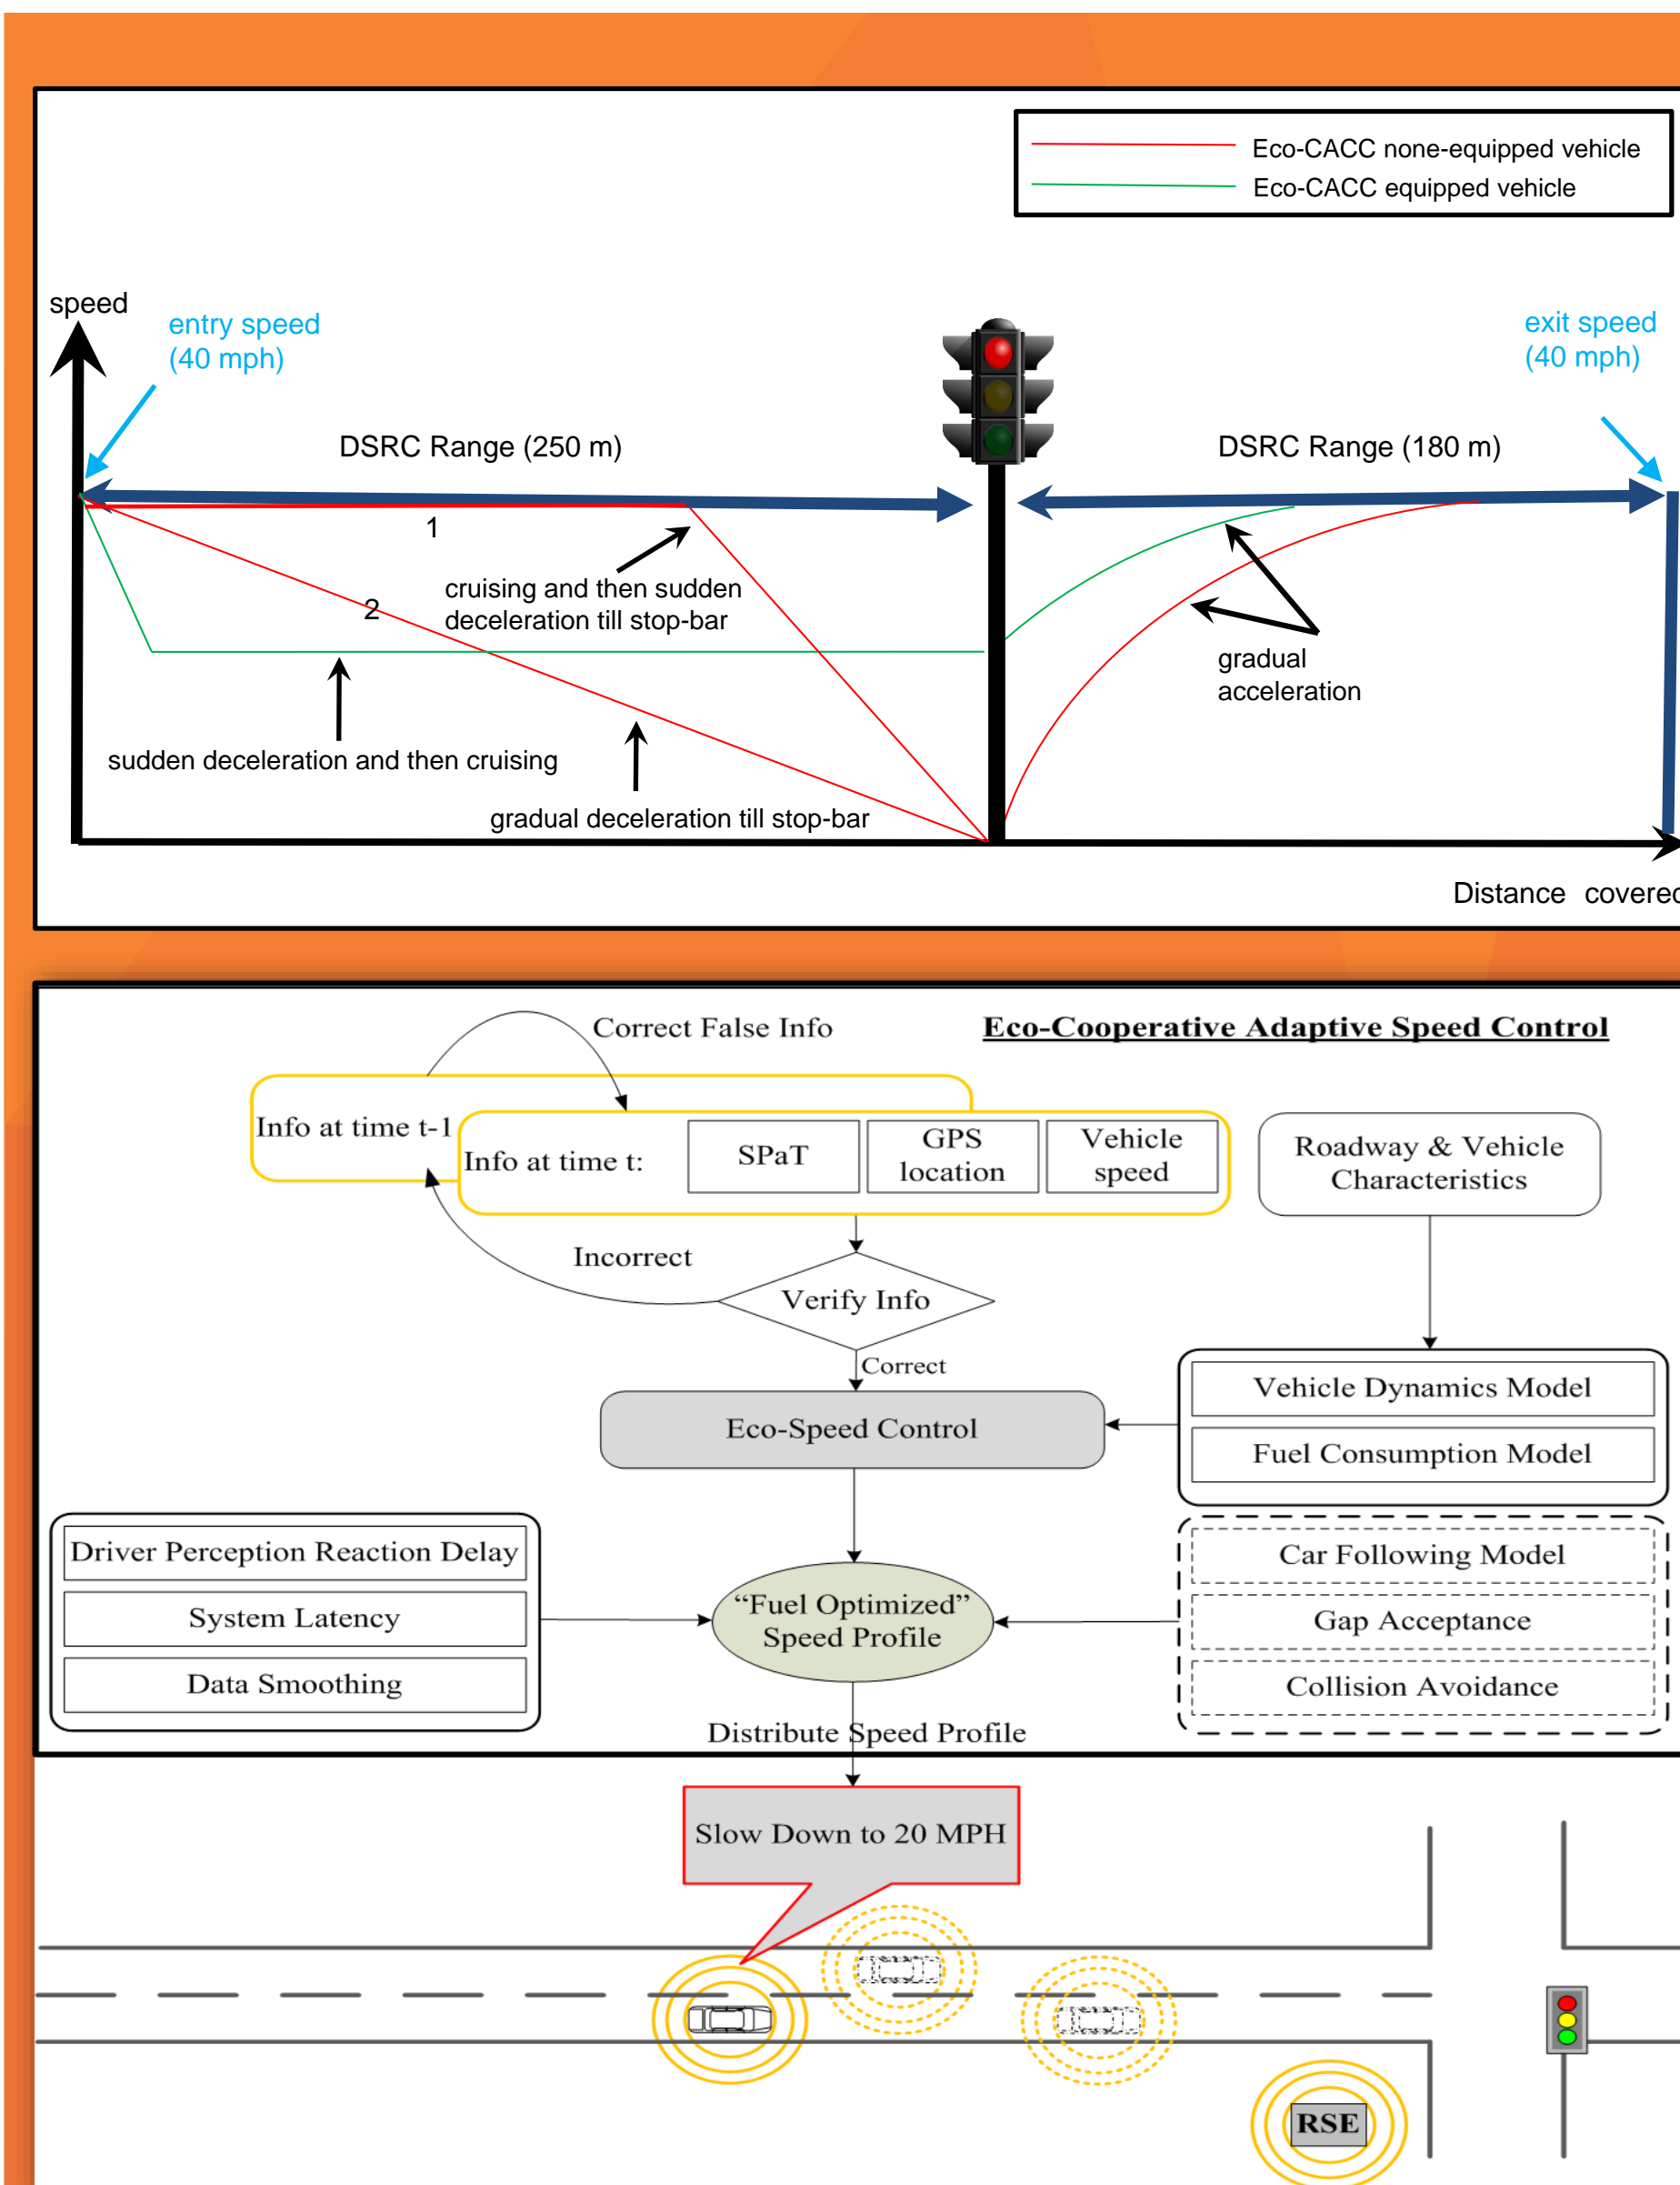 Eco-CACC none-equipped vehicle
Eco-CACC equipped vehicle
speed
entry speed
(40 mph)
exit speed
(40 mph)
DSRC Range (250 m)
DSRC Range (180 m)
1
cruising and then sudden
deceleration till stop-bar
2
gradual
acceleration
sudden deceleration and then cruising
gradual deceleration till stop-bar
Distance covered
Correct False Info
Eco-Cooperative Adaptive Speed Control
Info at time t-1
Info at time t:
SPaT
GPS
location
Vehicle
speed
Roadway & Vehicle
Characteristics
Incorrect
Verify Info
Correct
Eco-Speed Control
Vehicle Dynamics Model
Fuel Consumption Model
Driver Perception Reaction Delay
System Latency
Data Smoothing
“Fuel Optimized”
Speed Profile
Car Following Model
Gap Acceptance
Collision Avoidance
Distribute Speed Profile
Slow Down to 20 MPH
RSE